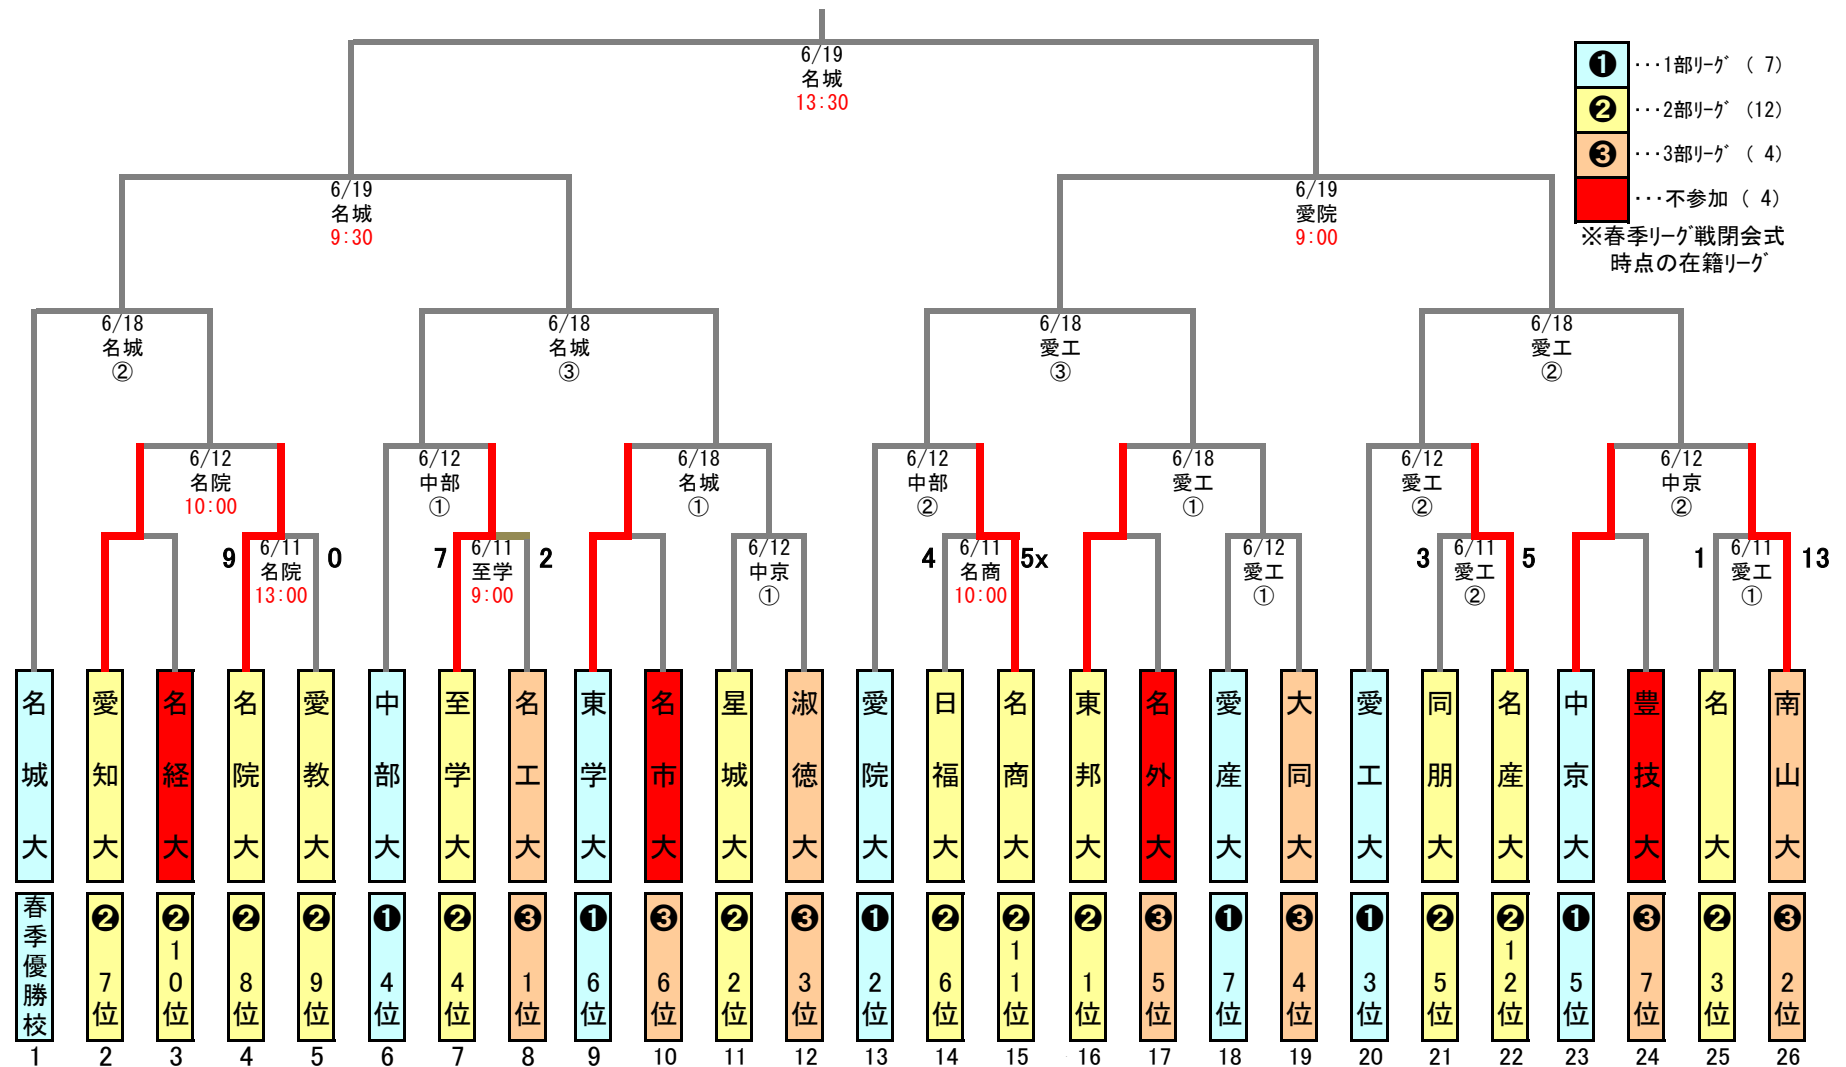 6/19
名城
13:30
❶ ···1部リーグ ( 7)
❷ ···2部リーグ (12)
❸ ···3部リーグ ( 4)
···不参加 ( 4)
※春季リーグ戦閉会式
時点の在籍リーグ
6/19
名城
9:30
6/19
愛院
9:00
6/18
名城
②
6/18
名城
③
6/18
愛工
③
6/18
愛工
②
6/12
名院
10:00
6/12
中部
①
6/18
名城
①
6/12
中部
②
6/18
愛工
①
6/12
愛工
②
6/12
中京
②
9
6/11
名院
13:00
0
7
6/11
至学
9:00
2
6/12
中京
①
4
6/11
名商
10:00
5x
6/12
愛工
①
3
6/11
愛工
②
5
1
6/11
愛工
①
13
名城大
愛知大
名経大
名院大
愛教大
中部大
至学大
名工大
東学大
名市大
星城大
淑徳大
愛院大
日福大
名商大
東邦大
名外大
愛産大
大同大
愛工大
同朋大
名産大
中京大
豊技大
名大
南山大
春季優勝校
❷7位
❷10位
❷8位
❷9位
❶4位
❷4位
❸1位
❶6位
❸6位
❷2位
❸3位
❶2位
❷6位
❷11位
❷1位
❸5位
❶7位
❸4位
❶3位
❷5位
❷12位
❶5位
❸7位
❷3位
❸2位
1 2 3 4 5 6 7 8 9 10 11 12 13 14 15 16 17 18 19 20 21 22 23 24 25 26